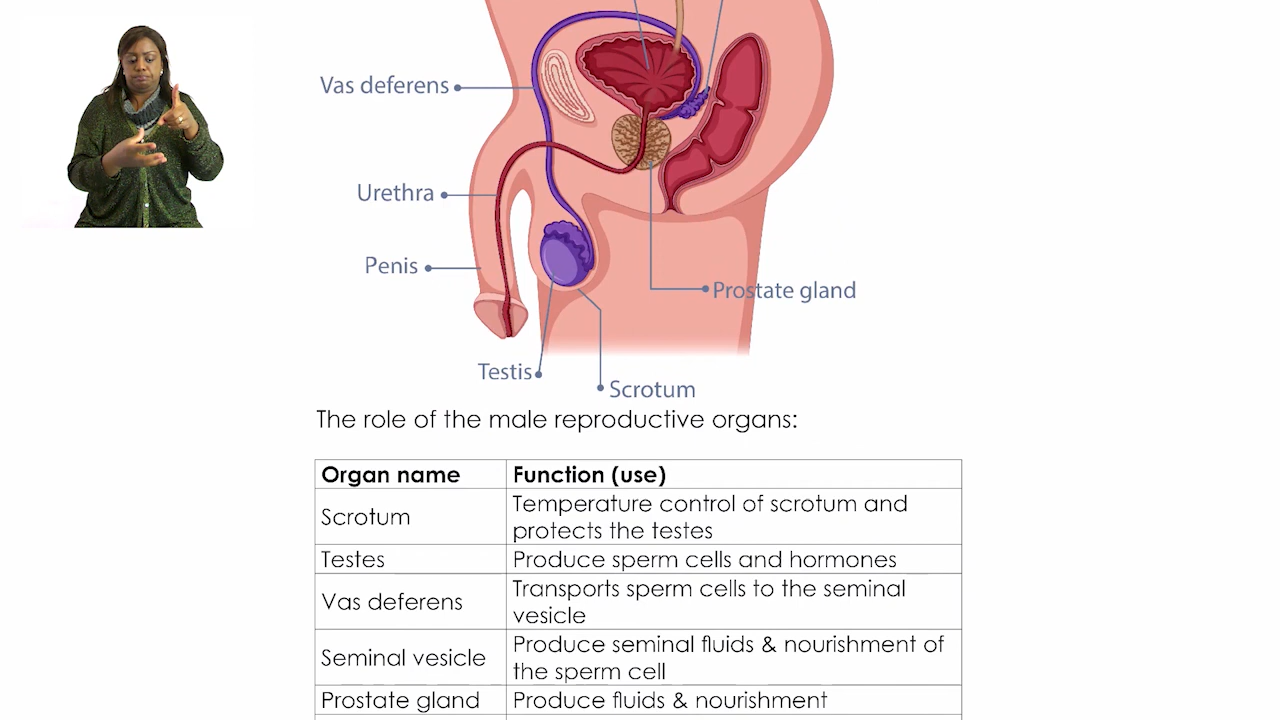 Vas deferens
Urethra
Penis
Prostate gland
Testis
Scrotum
The role of the male reproductive organs:
Organ name
Function (use)
Scrotum
Temperature control of scrotum and
protects the testes
Testes
Produce sperm cells and hormones
Vas deferens
Transports sperm cells to the seminal
vesicle
Seminal vesicle
Produce seminal fluids & nourishment of
the sperm cell
Prostate gland
Produce fluids & nourishment